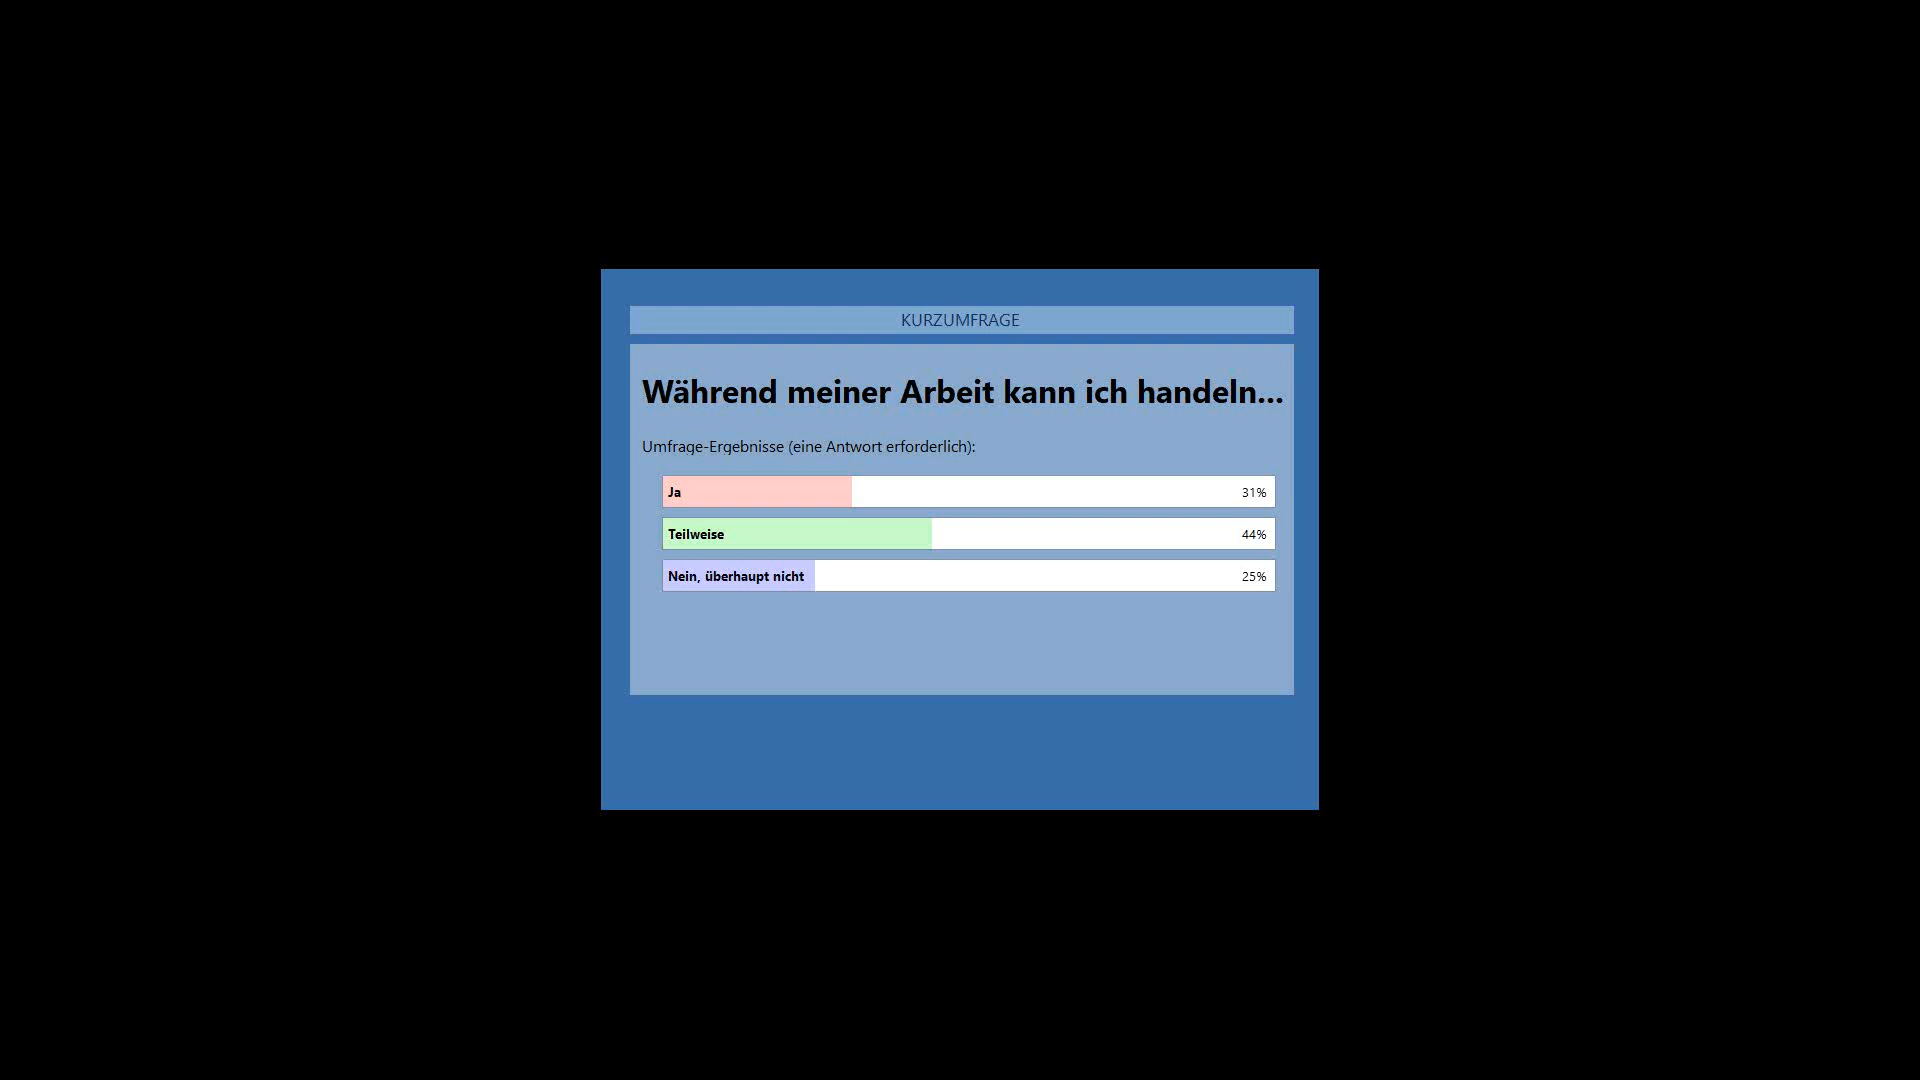 KURZUMFRAGE
Während meiner Arbeit kann ich handeln...
Umfrage-Ergebnisse (eine Antwort erforderlich):
Ja 31%
Teilweise 44%
Nein, überhaupt nicht 25%